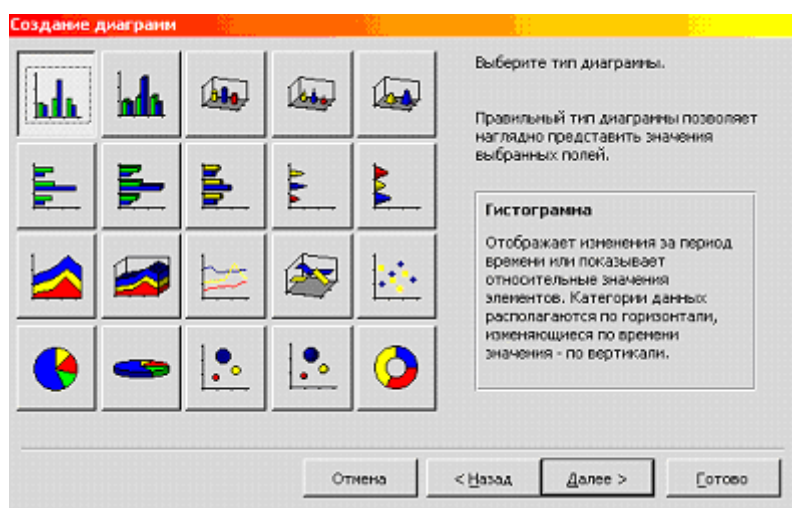 Создание диаграмм
Выберите тип диаграммы.
Правильный тип диаграммы позволяет
наглядно представить значения
выбранных полей.
Гистограмма
Отображает изменения за период
времени или показывает
относительные значения
элементов. Категории данных
располагаются по горизонтали,
изменяющиеся по времени
значения - по вертикали.
Отмена
< Назад
Далее >
Готово